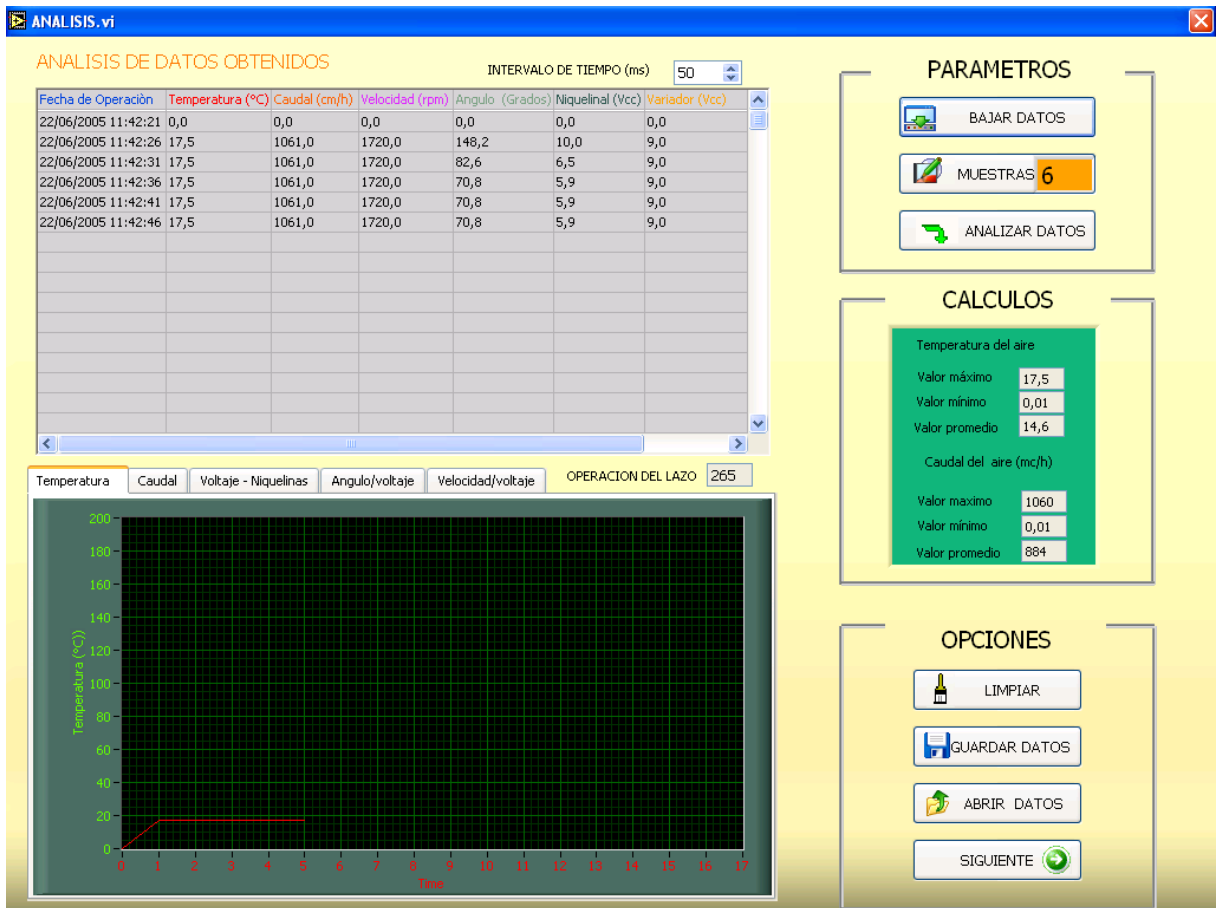 ANALISIS.vi
ANALISIS DE DATOS OBTENIDOS
INTERVALO DE TIEMPO (ms) 50
Fecha de Operaciòn Temperatura (ºC) Caudal (cm/h) Velocidad (rpm) Angulo (Grados) Niquelinal (Vcc) Variador (Vcc)
22/06/2005 11:42:21 0,0 0,0 0,0 0,0 0,0 0,0
22/06/2005 11:42:26 17,5 1061,0 1720,0 148,2 10,0 9,0
22/06/2005 11:42:31 17,5 1061,0 1720,0 82,6 6,5 9,0
22/06/2005 11:42:36 17,5 1061,0 1720,0 70,8 5,9 9,0
22/06/2005 11:42:41 17,5 1061,0 1720,0 70,8 5,9 9,0
22/06/2005 11:42:46 17,5 1061,0 1720,0 70,8 5,9 9,0
Temperatura Caudal Voltaje - Niquelinas Angulo/voltaje Velocidad/voltaje
OPERACION DEL LAZO 265
Temperatura (ºC))
200
180
160
140
120
100
80
60
40
20
0
0 1 2 3 4 5 6 7 8 9 10 11 12 13 14 15 16 17
Time
PARAMETROS
BAJAR DATOS
MUESTRAS 6
ANALIZAR DATOS
CALCULOS
Temperatura del aire
Valor máximo 17,5
Valor mínimo 0,01
Valor promedio 14,6
Caudal del aire (mc/h)
Valor maximo 1060
Valor mínimo 0,01
Valor promedio 884
OPCIONES
LIMPIAR
GUARDAR DATOS
ABRIR DATOS
SIGUIENTE